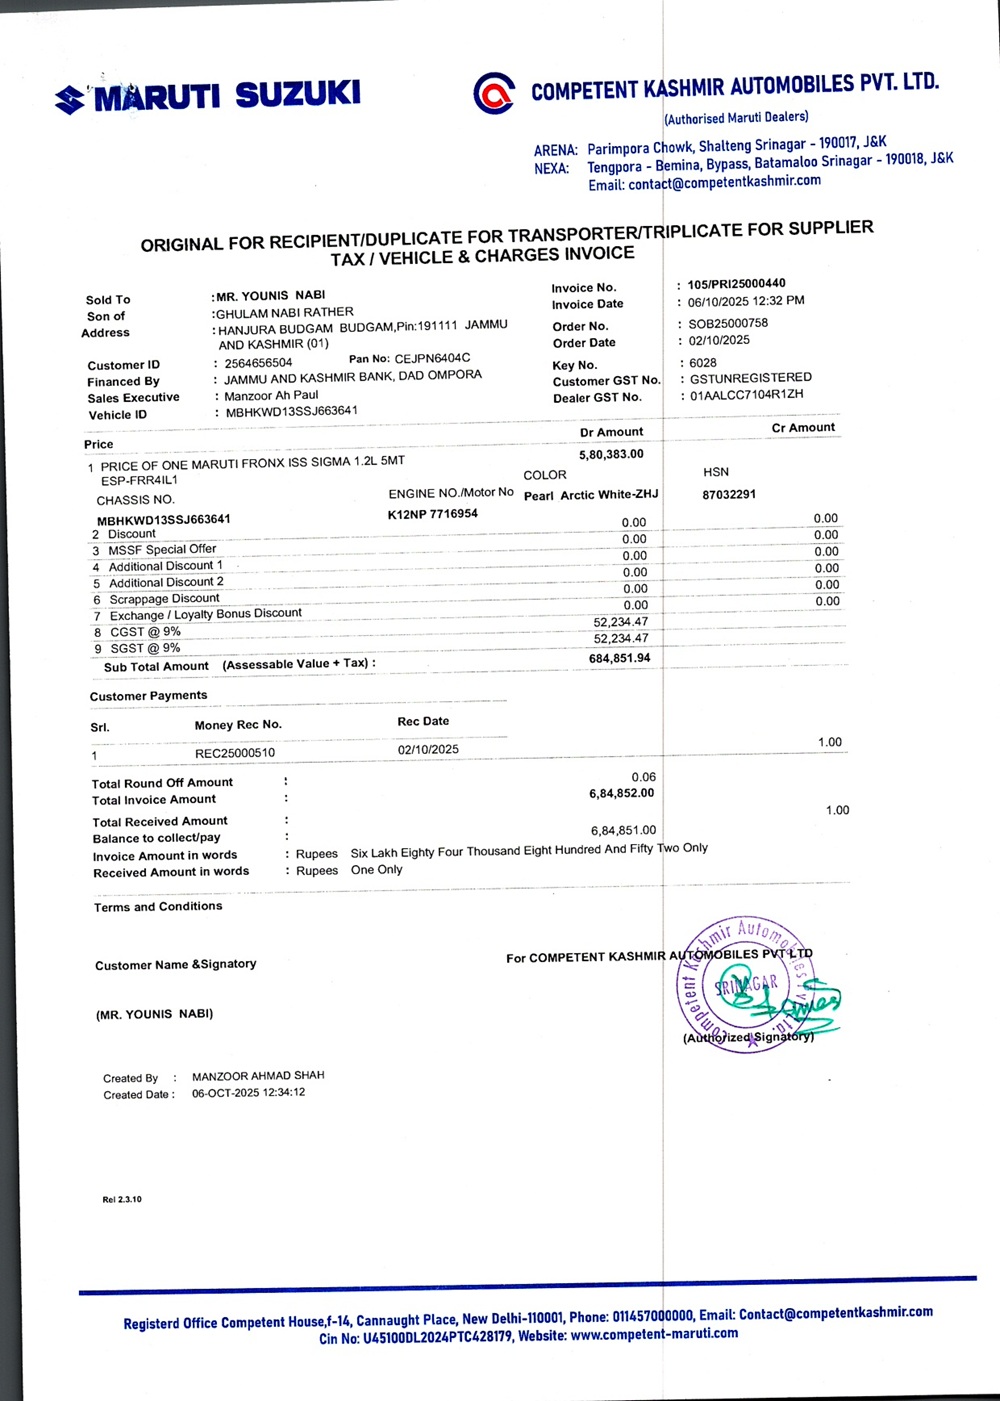 MARUTI SUZUKI
COMPETENT KASHMIR AUTOMOBILES PVT. LTD.
(Authorised Maruti Dealers)
ARENA: Parimpora Chowk, Shalteng Srinagar - 190017, J&K
NEXA: Tengpora - Bemina, Bypass, Batamaloo Srinagar - 190018, J&K
Email: contact@competentkashmir.com
ORIGINAL FOR RECIPIENT/DUPLICATE FOR TRANSPORTER/TRIPLICATE FOR SUPPLIER
TAX / VEHICLE & CHARGES INVOICE
Sold To :MR. YOUNIS NABI
Son of :GHULAM NABI RATHER
Address :HANJURA BUDGAM BUDGAM,Pin:191111 JAMMU
AND KASHMIR (01)
Customer ID : 2564656504 Pan No: CEJPN6404C
Financed By : JAMMU AND KASHMIR BANK, DAD OMPORA
Sales Executive : Manzoor Ah Paul
Vehicle ID : MBHKWD13SSJ663641
Invoice No. : 105/PRI25000440
Invoice Date : 06/10/2025 12:32 PM
Order No. : SOB25000758
Order Date : 02/10/2025
Key No. : 6028
Customer GST No. : GSTUNREGISTERED
Dealer GST No. : 01AALCC7104R1ZH
Price Dr Amount Cr Amount
1 PRICE OF ONE MARUTI FRONX ISS SIGMA 1.2L 5MT 5,80,383.00
ESP-FRR4IL1 COLOR HSN
CHASSIS NO. ENGINE NO./Motor No Pearl Arctic White-ZHJ 87032291
MBHKWD13SSJ663641 K12NP 7716954
2 Discount 0.00 0.00
3 MSSF Special Offer 0.00 0.00
4 Additional Discount 1 0.00 0.00
5 Additional Discount 2 0.00 0.00
6 Scrappage Discount 0.00 0.00
7 Exchange / Loyalty Bonus Discount 0.00 0.00
8 CGST @ 9% 52,234.47
9 SGST @ 9% 52,234.47
Sub Total Amount (Assessable Value + Tax) : 684,851.94
Customer Payments
Srl. Money Rec No. Rec Date
1 REC25000510 02/10/2025 1.00
Total Round Off Amount : 0.06
Total Invoice Amount : 6,84,852.00
Total Received Amount : 1.00
Balance to collect/pay : 6,84,851.00
Invoice Amount in words : Rupees Six Lakh Eighty Four Thousand Eight Hundred And Fifty Two Only
Received Amount in words : Rupees One Only
Terms and Conditions
Customer Name &Signatory
For COMPETENT KASHMIR AUTOMOBILES PVT LTD
Competent Kashmir Automobiles Pvt. Ltd.
SRINAGAR
(MR. YOUNIS NABI)
(Authorized Signatory)
Created By : MANZOOR AHMAD SHAH
Created Date : 06-OCT-2025 12:34:12
Rel 2.3.10
Registerd Office Competent House,f-14, Cannaught Place, New Delhi-110001, Phone: 011457000000, Email: Contact@competentkashmir.com
Cin No: U45100DL2024PTC428179, Website: www.competent-maruti.com